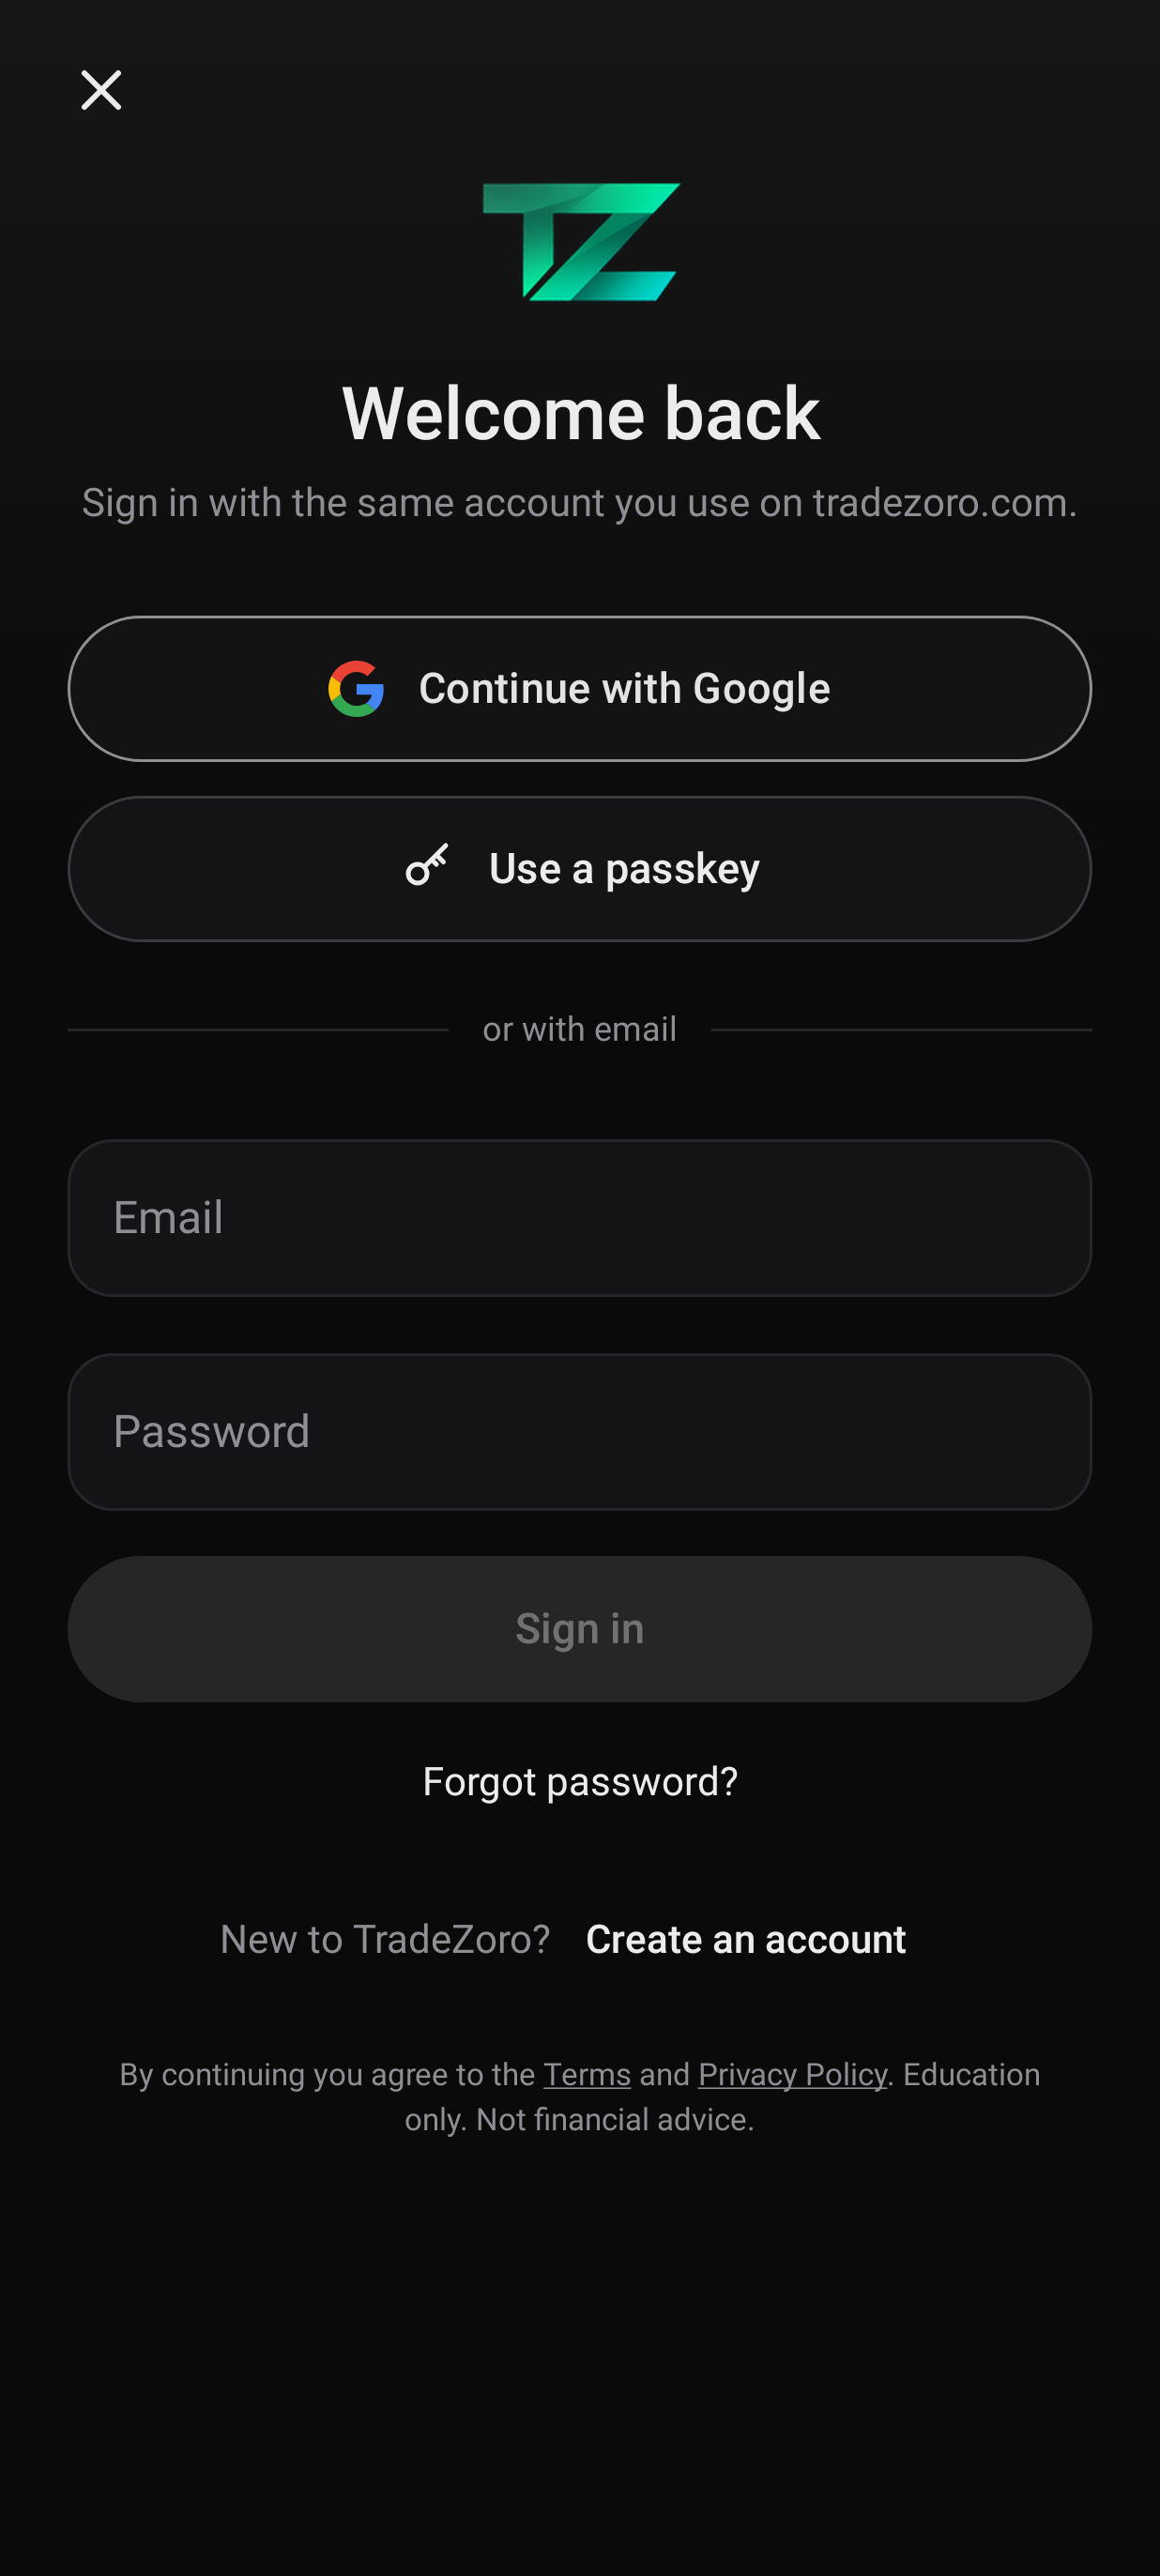 TZ
Welcome back
Sign in with the same account you use on tradezoro.com.
Continue with Google
Use a passkey
or with email
Email
Password
Sign in
Forgot password?
New to TradeZoro? Create an account
By continuing you agree to the Terms and Privacy Policy. Education
only. Not financial advice.